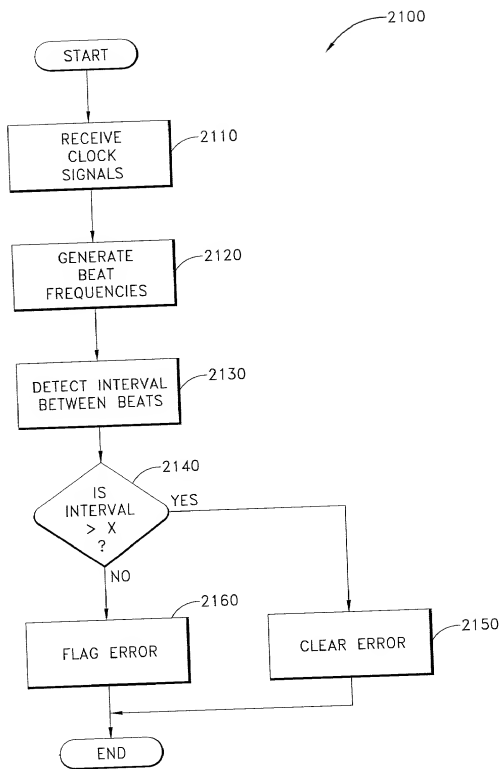 2100
START
RECEIVE
CLOCK
SIGNALS
2110
GENERATE
BEAT
FREQUENCIES
2120
DETECT INTERVAL
BETWEEN BEATS
2130
2140
IS
INTERVAL
> X
?
YES
NO
2160
FLAG ERROR
CLEAR ERROR
2150
END